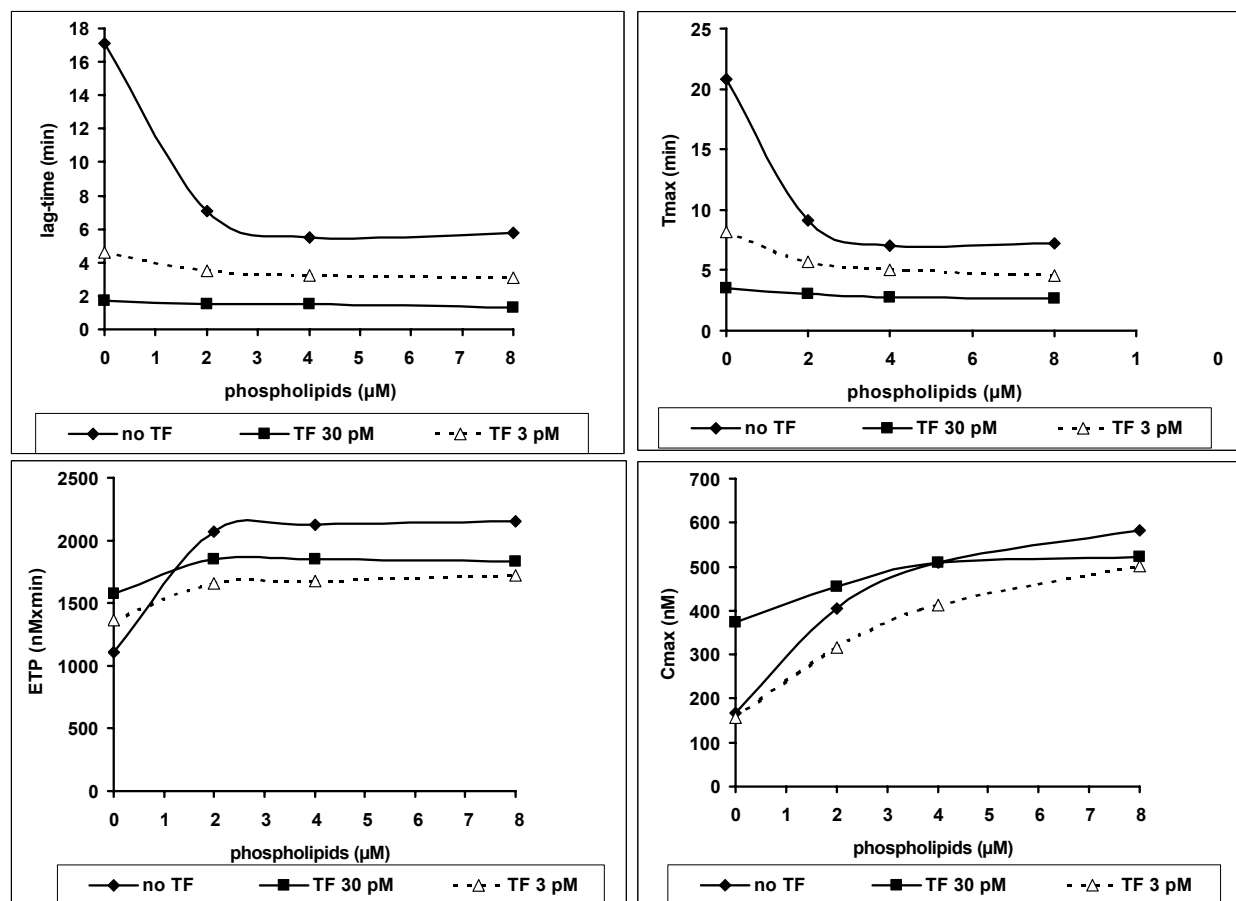 18
16
14
12
10
8
6
4
2
0
lag-time (min)
0 1 2 3 4 5 6 7 8
phospholipids (µM)
no TF TF 30 pM TF 3 pM
25
20
15
10
5
0
Tmax (min)
0 2 4 6 8 1 0
phospholipids (µM)
no TF TF 30 pM TF 3 pM
2500
2000
1500
1000
500
0
ETP (nMxmin)
0 1 2 3 4 5 6 7 8
phospholipids (µM)
no TF TF 30 pM TF 3 pM
700
600
500
400
300
200
100
0
Cmax (nM)
0 1 2 3 4 5 6 7 8
phospholipids (µM)
no TF TF 30 pM TF 3 pM